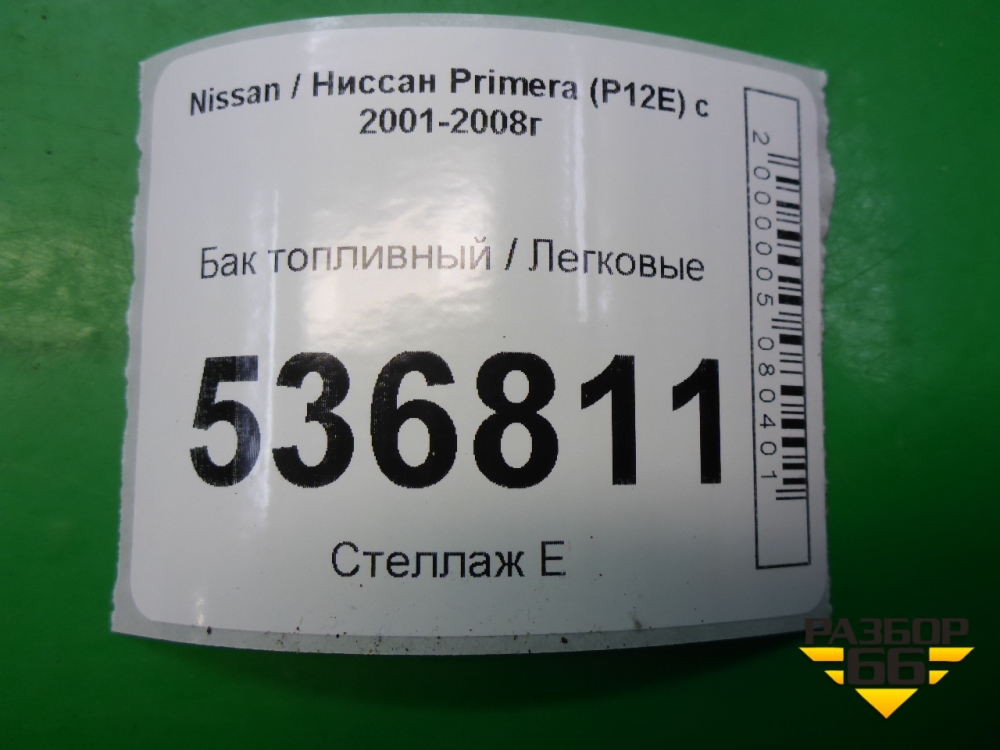 Nissan / Ниссан Primera (P12E) с
2001-2008г
Бак топливный / Легковые
536811
Стеллаж Е
2000005080401
РАЗБОР
66